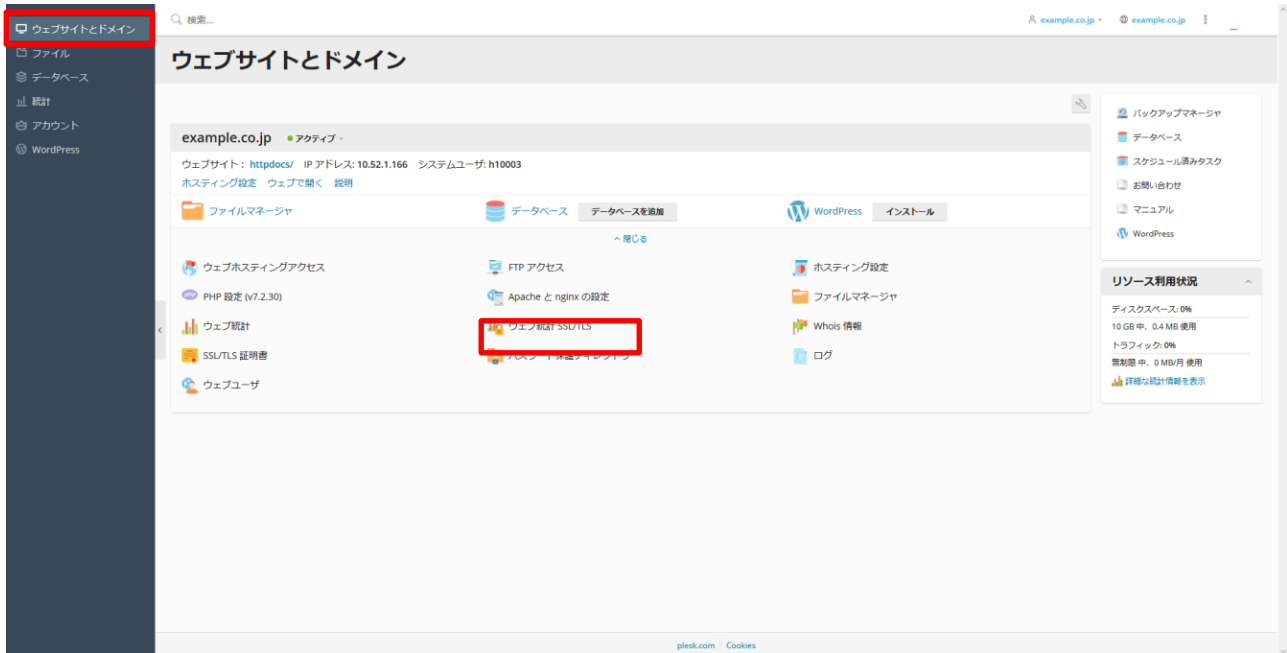 ウェブサイトとドメイン
ファイル
データベース
統計
アカウント
WordPress
検索...
example.co.jp
example.co.jp
ウェブサイトとドメイン
example.co.jp アクティブ
ウェブサイト： httpdocs/ IP アドレス: 10.52.1.166 システムユーザ: h10003
ホスティング設定 ウェブで開く 説明
ファイルマネージャ
データベース データベースを追加
WordPress インストール
閉じる
ウェブホスティングアクセス
FTP アクセス
ホスティング設定
PHP 設定 (v7.2.30)
Apache と nginx の設定
ファイルマネージャ
ウェブ統計
ウェブ統計 SSL/TLS
Whois 情報
SSL/TLS 証明書
パスワード保護ディレクトリ
ログ
ウェブユーザ
バックアップマネージャ
データベース
スケジュール済みタスク
お問い合わせ
マニュアル
WordPress
リソース利用状況
ディスクスペース: 0%
10 GB 中、0.4 MB 使用
トラフィック: 0%
無制限 中、0 MB/月 使用
詳細な統計情報を表示
plesk.com Cookies